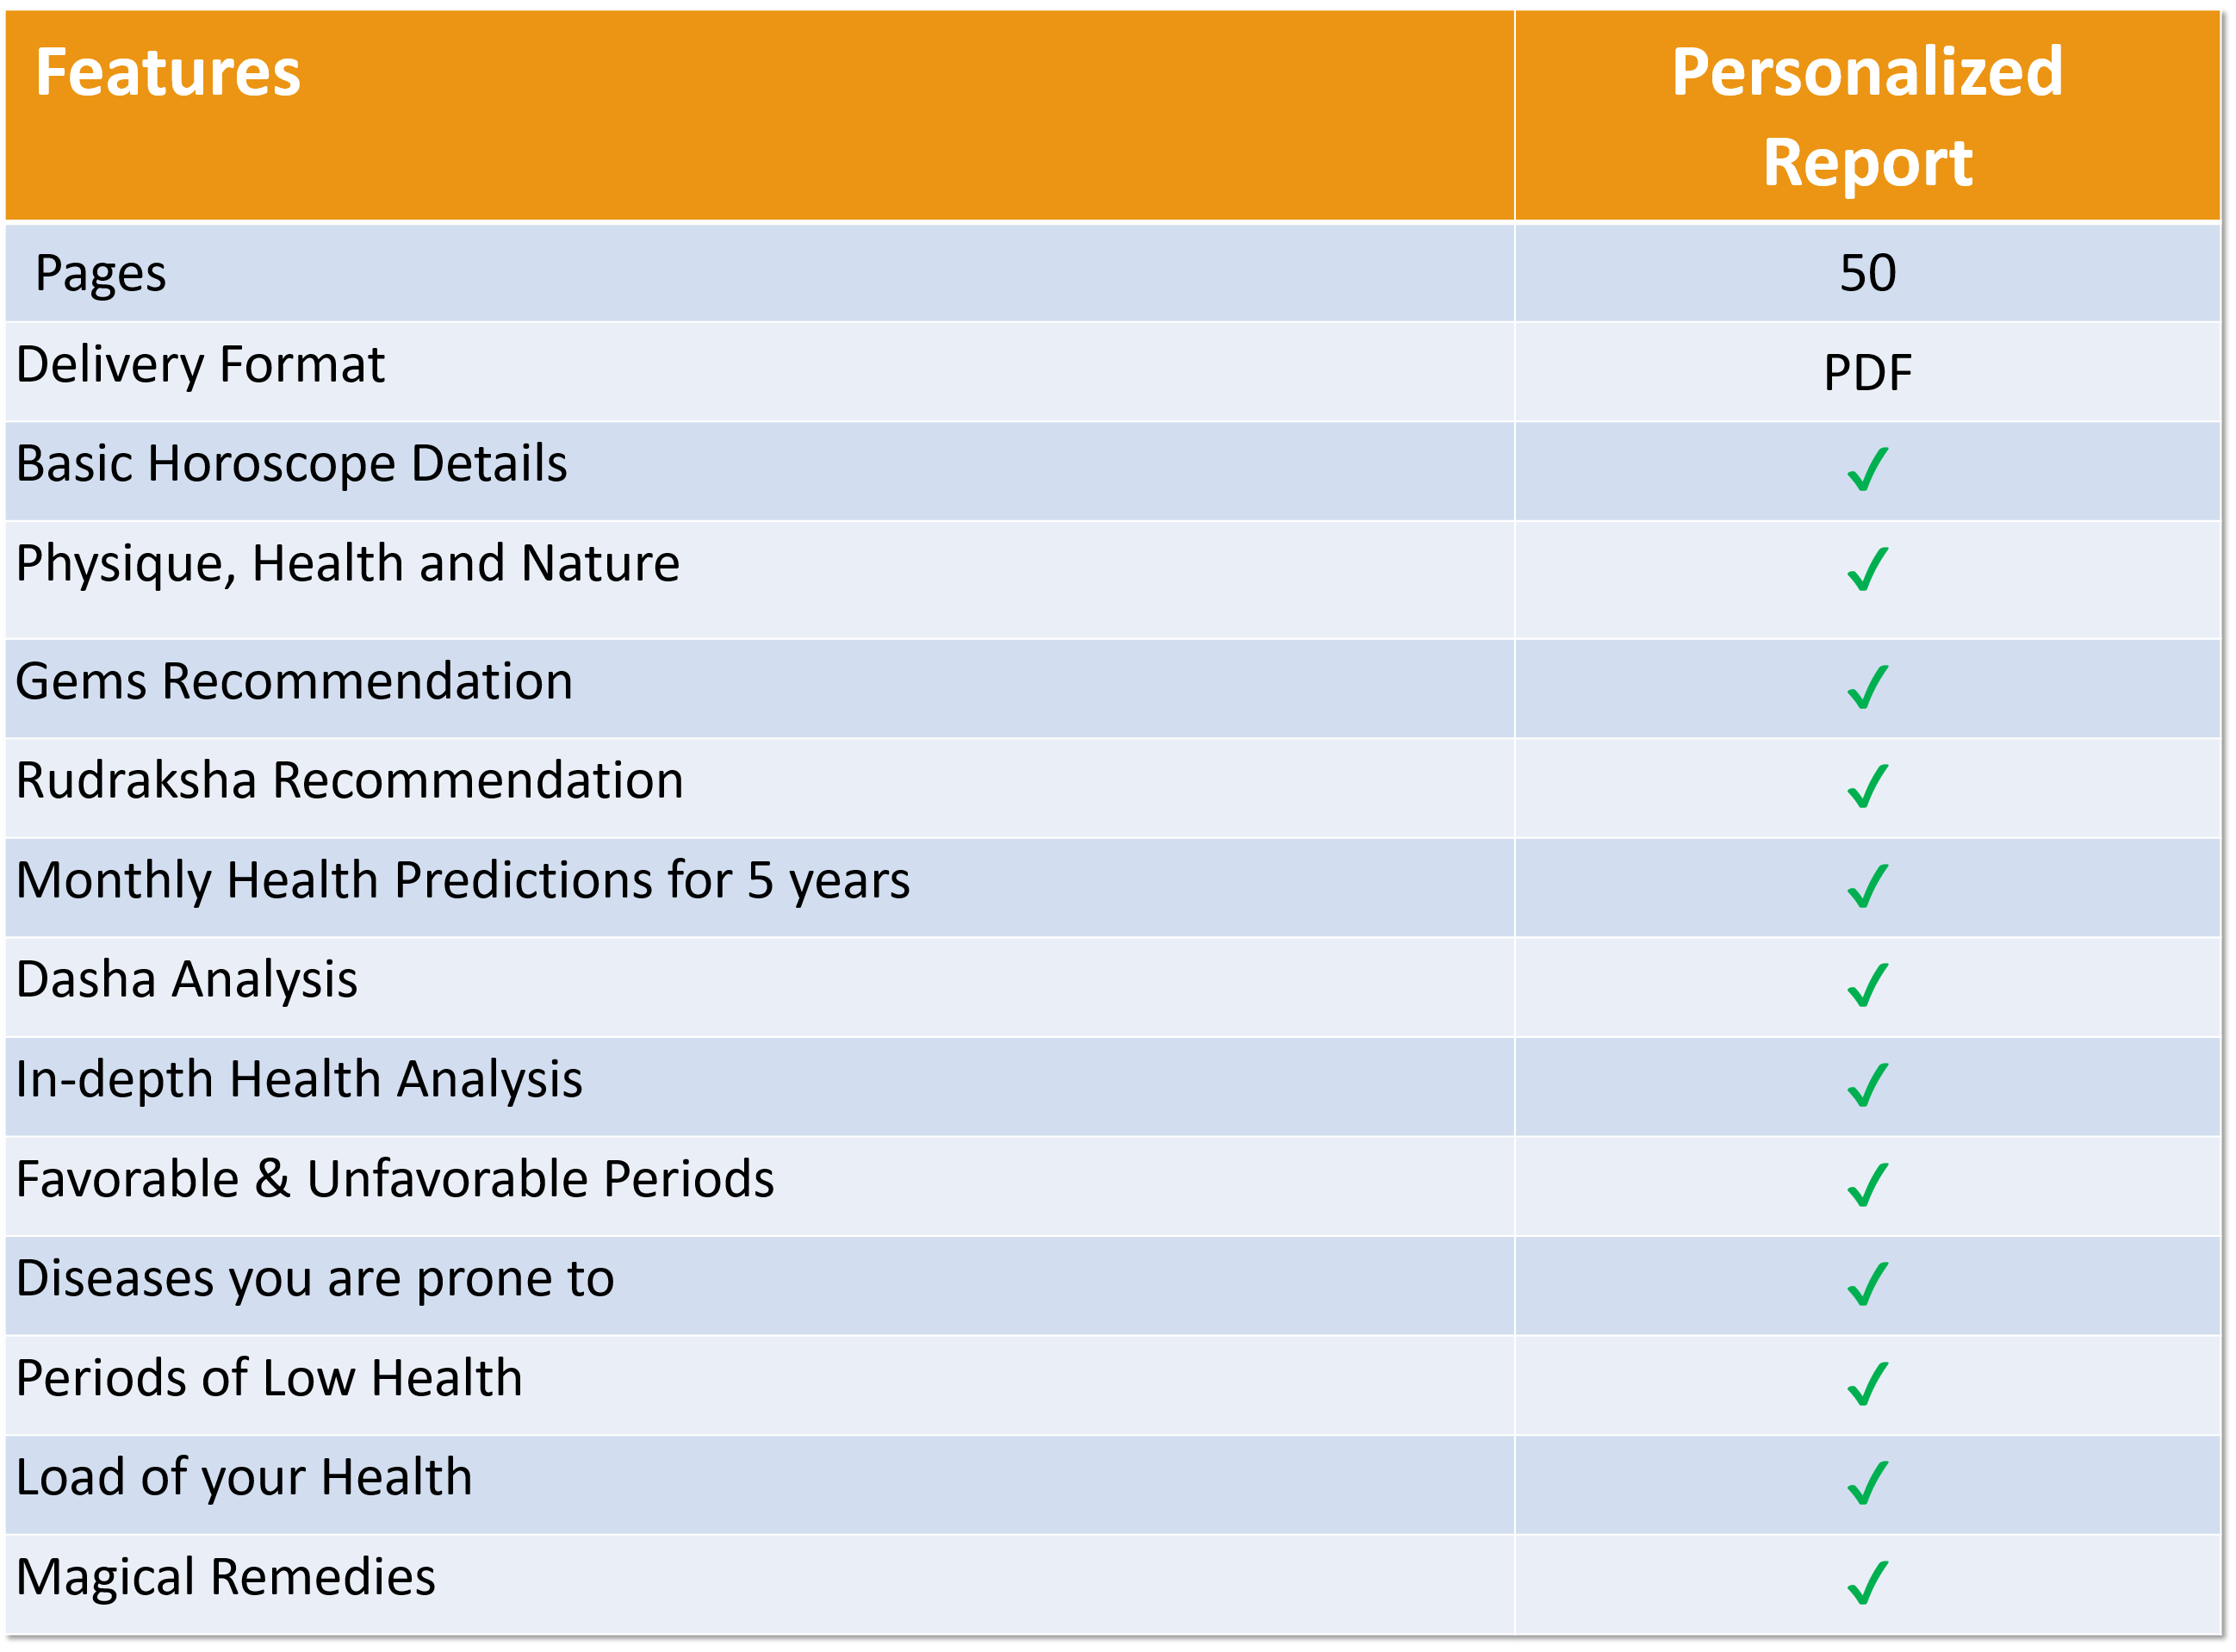 Features
Personalized
Report
Pages 50
Delivery Format PDF
Basic Horoscope Details ✓
Physique, Health and Nature ✓
Gems Recommendation ✓
Rudraksha Recommendation ✓
Monthly Health Predictions for 5 years ✓
Dasha Analysis ✓
In-depth Health Analysis ✓
Favorable & Unfavorable Periods ✓
Diseases you are prone to ✓
Periods of Low Health ✓
Load of your Health ✓
Magical Remedies ✓